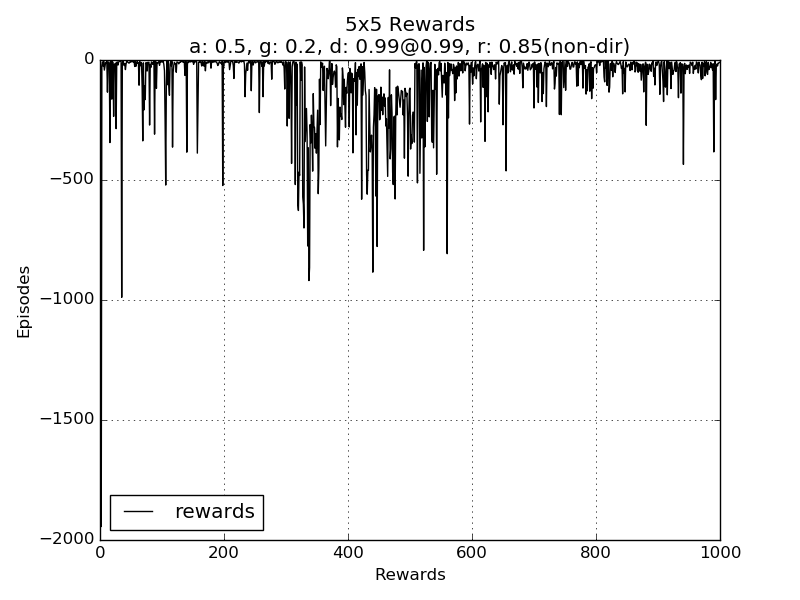 5x5 Rewards
a: 0.5, g: 0.2, d: 0.99@0.99, r: 0.85(non-dir)
0
−500
−1000
−1500
−2000
Episodes
rewards
0 200 400 600 800 1000
Rewards